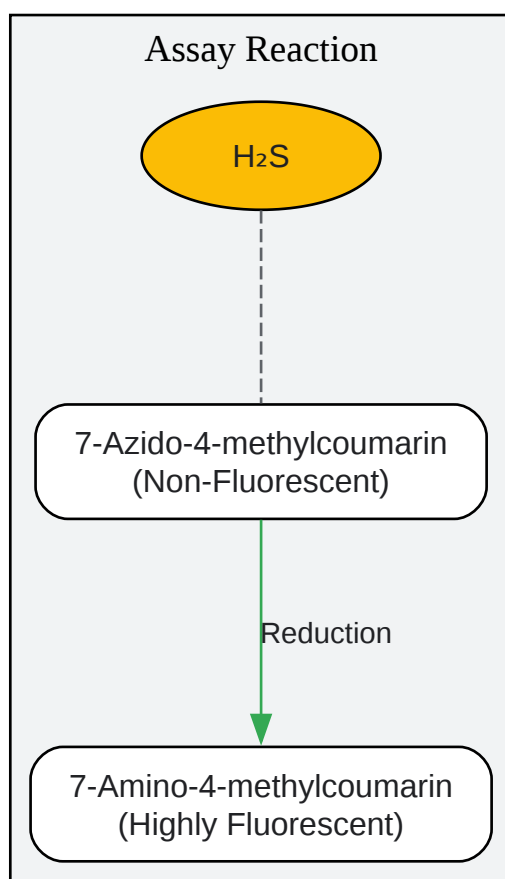 Assay Reaction
H₂S
7-Azido-4-methylcoumarin
(Non-Fluorescent)
Reduction
7-Amino-4-methylcoumarin
(Highly Fluorescent)